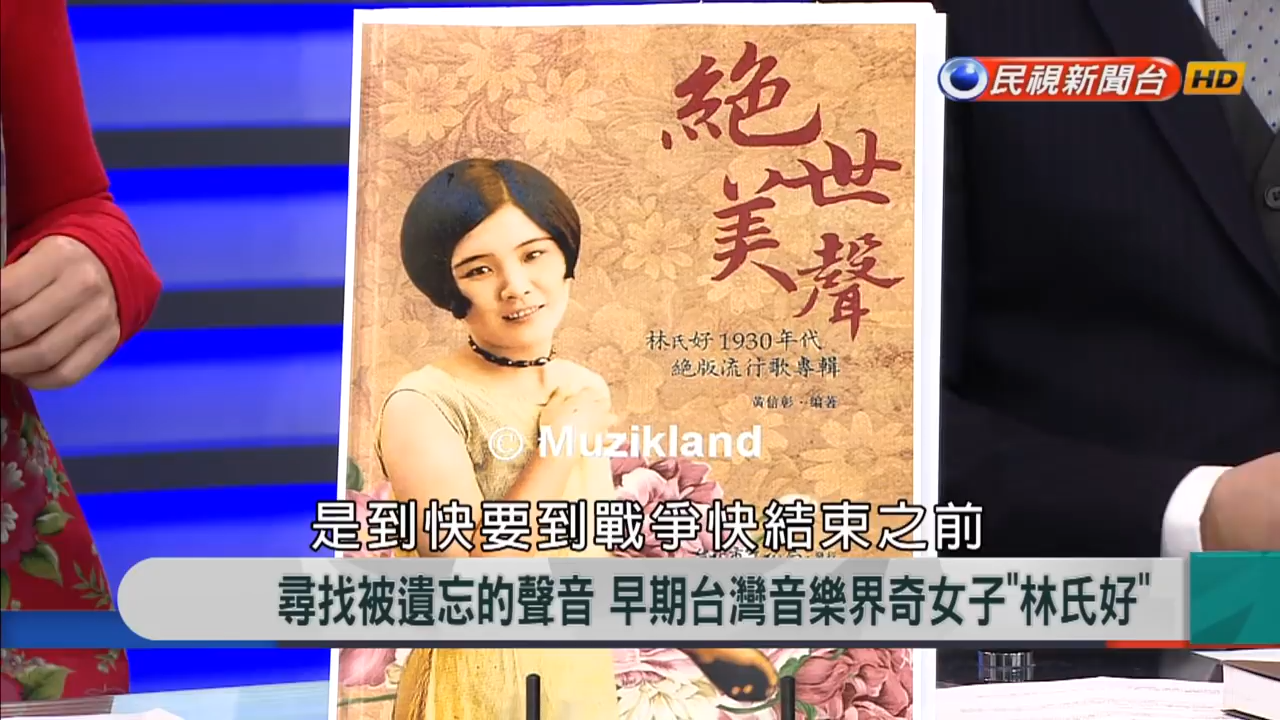 民視新聞台 HD
絕世美聲
林氏好1930年代
絕版流行歌專輯
黃信彰·編著
© Muzikland
是到快要到戰爭快結束之前
尋找被遺忘的聲音 早期台灣音樂界奇女子"林氏好"